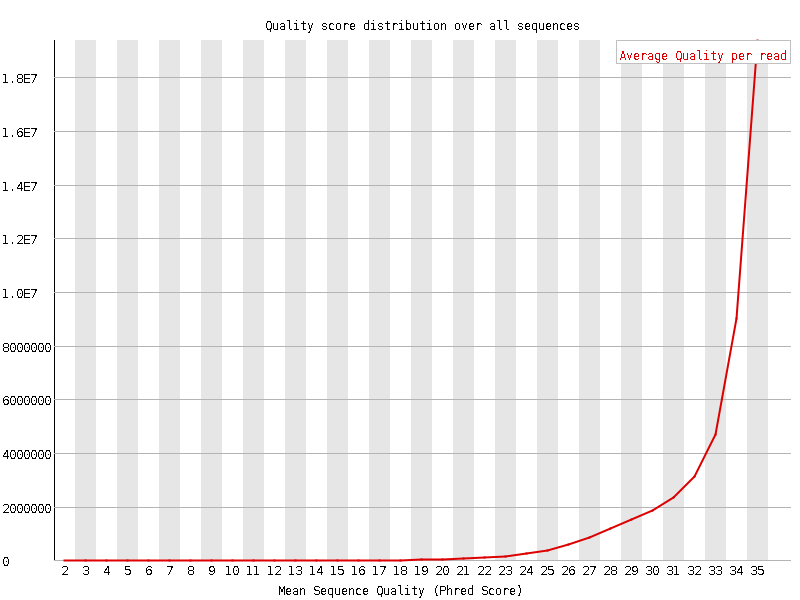 Quality score distribution over all sequences
Average Quality per read
1.8E7
1.6E7
1.4E7
1.2E7
1.0E7
8000000
6000000
4000000
2000000
0
2 3 4 5 6 7 8 9 10 11 12 13 14 15 16 17 18 19 20 21 22 23 24 25 26 27 28 29 30 31 32 33 34 35
Mean Sequence Quality (Phred Score)